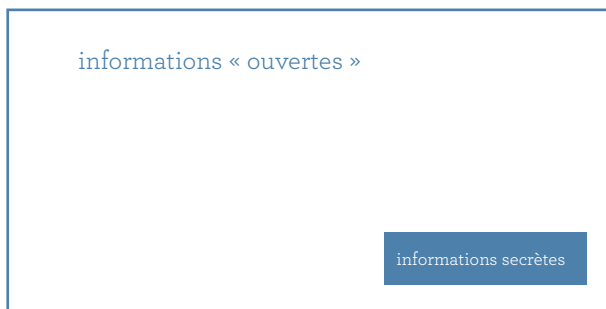 informations « ouvertes »
informations secrètes